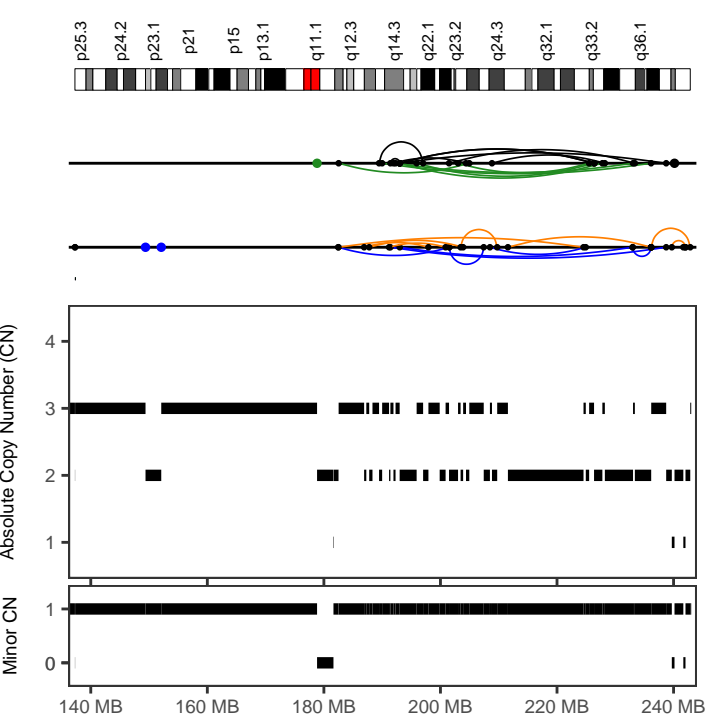 p25.3 p24.2 p23.1 p21 p15 p13.1 q11.1 q12.3 q14.3 q22.1 q23.2 q24.3 q32.1 q33.2 q36.1
Absolute Copy Number (CN)
4
3
2
1
Minor CN
1
0
140 MB 160 MB 180 MB 200 MB 220 MB 240 MB